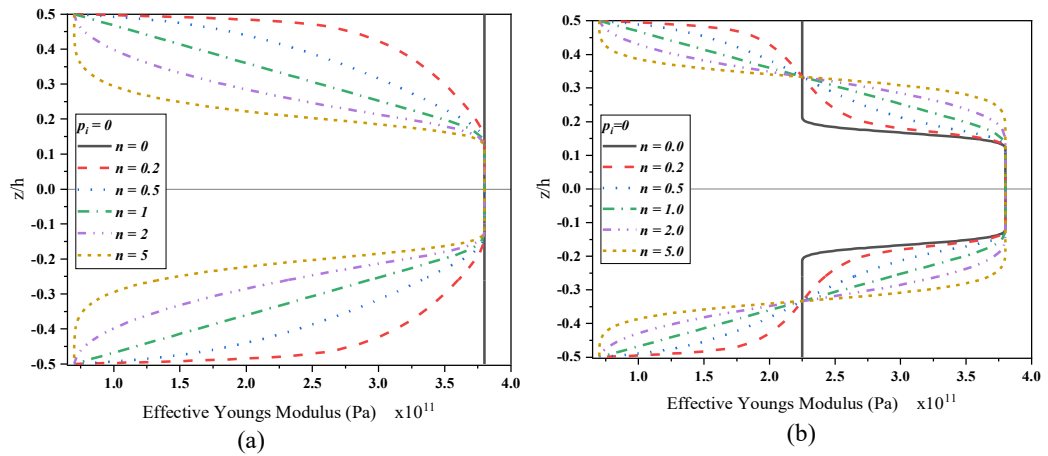 0.5
0.4
0.3
0.2
0.1
0.0
-0.1
-0.2
-0.3
-0.4
-0.5
z/h
p_i = 0
n = 0
n = 0.2
n = 0.5
n = 1
n = 2
n = 5
1.0 1.5 2.0 2.5 3.0 3.5 4.0
Effective Youngs Modulus (Pa) x10^11
(a)
0.5
0.4
0.3
0.2
0.1
0.0
-0.1
-0.2
-0.3
-0.4
-0.5
z/h
p_i=0
n = 0.0
n = 0.2
n = 0.5
n = 1.0
n = 2.0
n = 5.0
1.0 1.5 2.0 2.5 3.0 3.5 4.0
Effective Youngs Modulus (Pa) x10^11
(b)